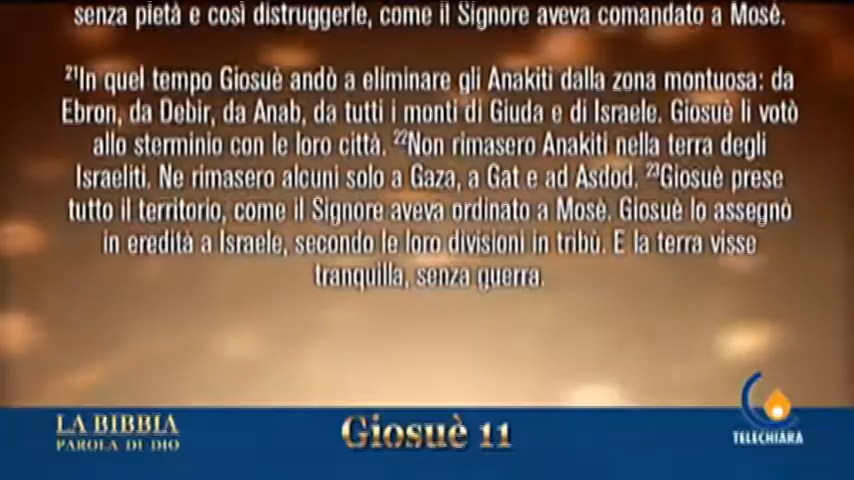 senza pietà e così distruggerle, come il Signore aveva comandato a Mosè.
²¹In quel tempo Giosuè andò a eliminare gli Anakiti dalla zona montuosa: da
Ebron, da Debir, da Anab, da tutti i monti di Giuda e di Israele. Giosuè li votò
allo sterminio con le loro città. ²²Non rimasero Anakiti nella terra degli
Israeliti. Ne rimasero alcuni solo a Gaza, a Gat e ad Asdod. ²³Giosuè prese
tutto il territorio, come il Signore aveva ordinato a Mosè. Giosuè lo assegnò
in eredità a Israele, secondo le loro divisioni in tribù. E la terra visse
tranquilla, senza guerra.
LA BIBBIA
PAROLA DI DIO
Giosuè 11
TELECHIARA